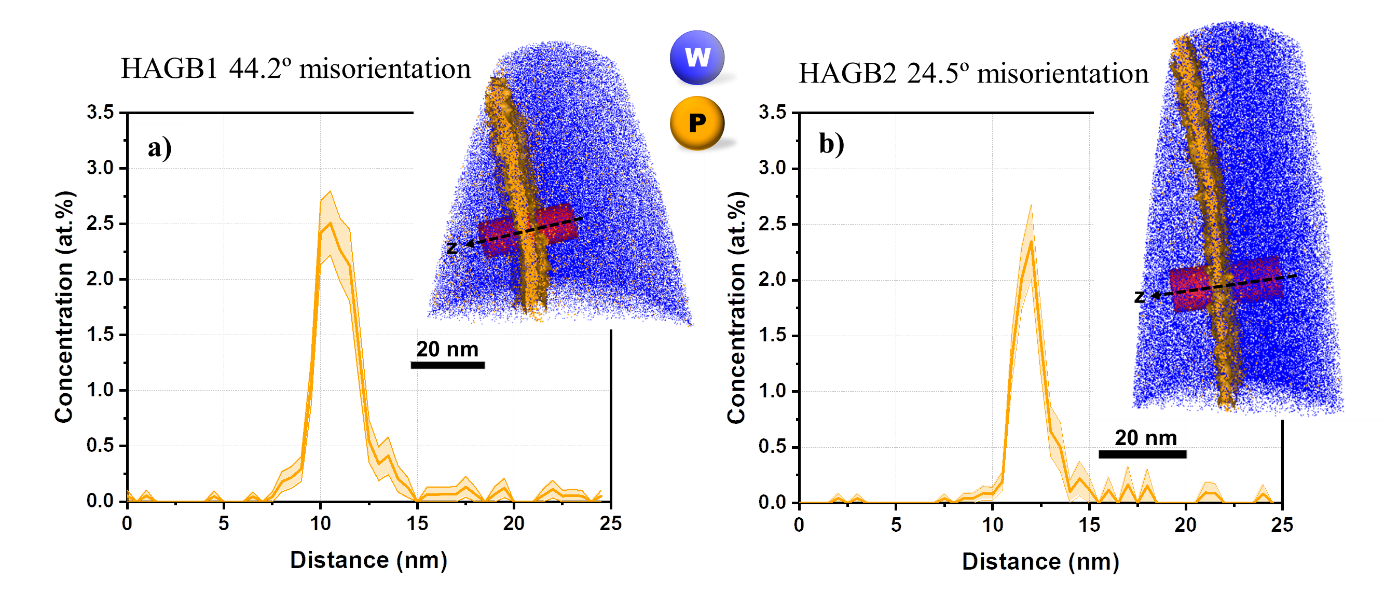 HAGB1 44.2º misorientation
W
P
HAGB2 24.5º misorientation
a)
3.5
3.0
2.5
2.0
1.5
1.0
0.5
0.0
Concentration (at.%)
0 5 10 15 20 25
Distance (nm)
z
20 nm
b)
3.5
3.0
2.5
2.0
1.5
1.0
0.5
0.0
Concentration (at.%)
0 5 10 15 20 25
Distance (nm)
z
20 nm